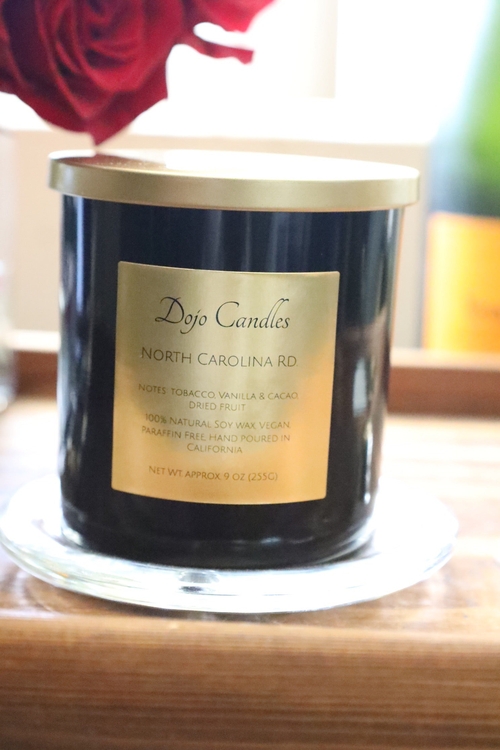 Dojo Candles
North Carolina Rd.
Notes: Tobacco, Vanilla & Cacao,
Dried Fruit
100% Natural Soy Wax, Vegan
Paraffin Free, Hand Poured in
California
Net Wt. Approx. 9 oz (255g)